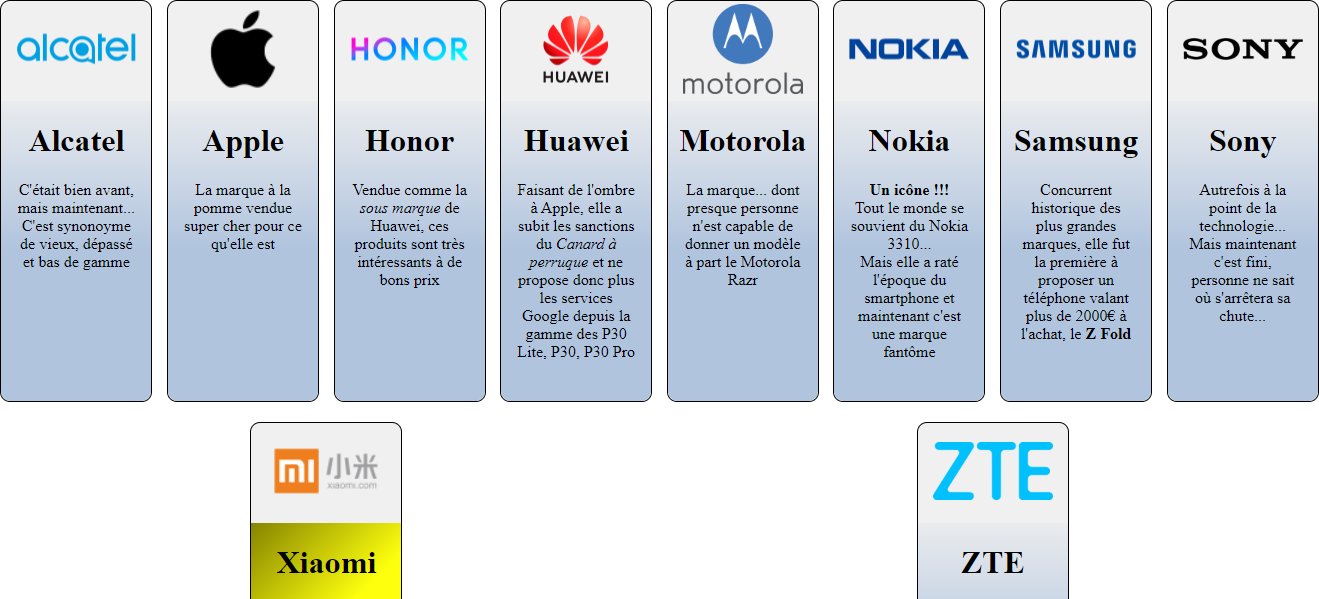 alcatel
Alcatel
C'était bien avant,
mais maintenant...
C'est synonoyme
de vieux, dépassé
et bas de gamme
Apple
La marque à la
pomme vendue
super cher pour ce
qu'elle est
HONOR
Honor
Vendue comme la
sous marque de
Huawei, ces
produits sont très
intéressants à de
bons prix
HUAWEI
Huawei
Faisant de l'ombre
à Apple, elle a
subit les sanctions
du Canard à
perruque et ne
propose donc plus
les services
Google depuis la
gamme des P30
Lite, P30, P30 Pro
motorola
Motorola
La marque... dont
presque personne
n'est capable de
donner un modèle
à part le Motorola
Razr
NOKIA
Nokia
Un icône !!!
Tout le monde se
souvient du Nokia
3310...
Mais elle a raté
l'époque du
smartphone et
maintenant c'est
une marque
fantôme
SAMSUNG
Samsung
Concurrent
historique des
plus grandes
marques, elle fut
la première à
proposer un
téléphone valant
plus de 2000€ à
l'achat, le Z Fold
SONY
Sony
Autrefois à la
point de la
technologie...
Mais maintenant
c'est fini,
personne ne sait
où s'arrêtera sa
chute...
mi 小米
xiaomi.com
Xiaomi
ZTE
ZTE